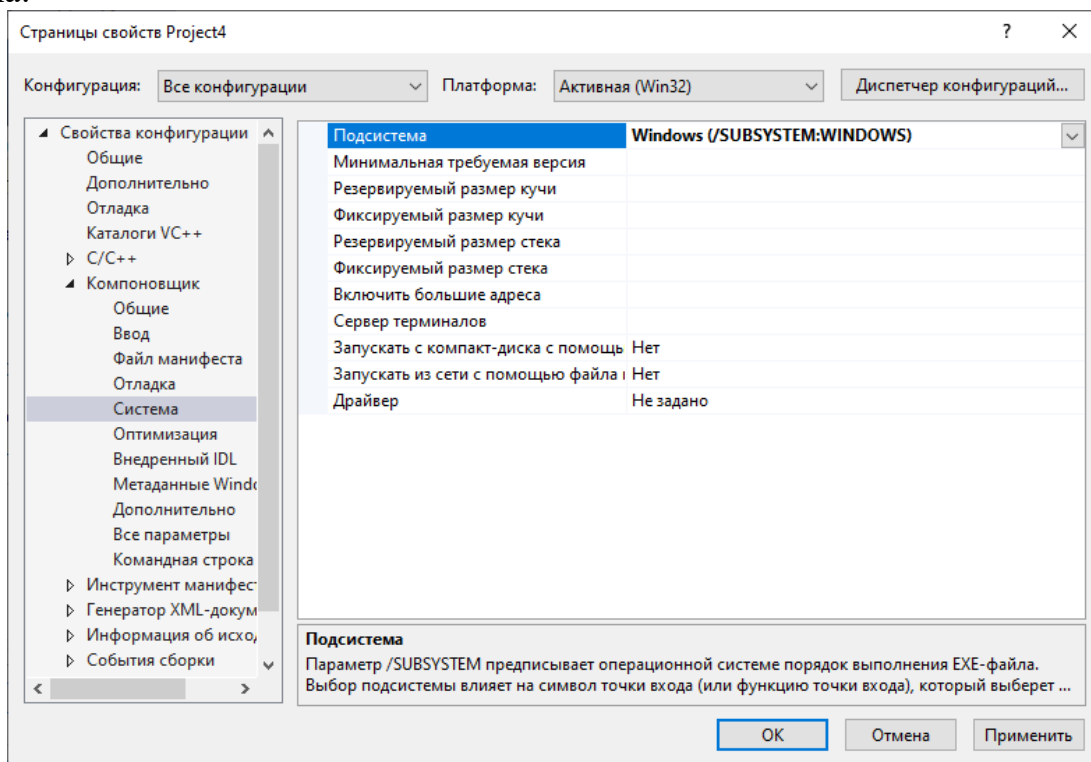 на.
Страницы свойств Project4 ?
Конфигурация: Все конфигурации Платформа: Активная (Win32) Диспетчер конфигураций...
Свойства конфигурации
Общие
Дополнительно
Отладка
Каталоги VC++
C/C++
Компоновщик
Общие
Ввод
Файл манифеста
Отладка
Система
Оптимизация
Внедренный IDL
Метаданные Windo
Дополнительно
Все параметры
Командная строка
Инструмент манифест
Генератор XML-докум
Информация об исход
События сборки
Подсистема Windows (/SUBSYSTEM:WINDOWS)
Минимальная требуемая версия
Резервируемый размер кучи
Фиксируемый размер кучи
Резервируемый размер стека
Фиксируемый размер стека
Включить большие адреса
Сервер терминалов
Запускать с компакт-диска с помощь Нет
Запускать из сети с помощью файла Нет
Драйвер Не задано
Подсистема
Параметр /SUBSYSTEM предписывает операционной системе порядок выполнения EXE-файла.
Выбор подсистемы влияет на символ точки входа (или функцию точки входа), который выберет ...
ОК Отмена Применить